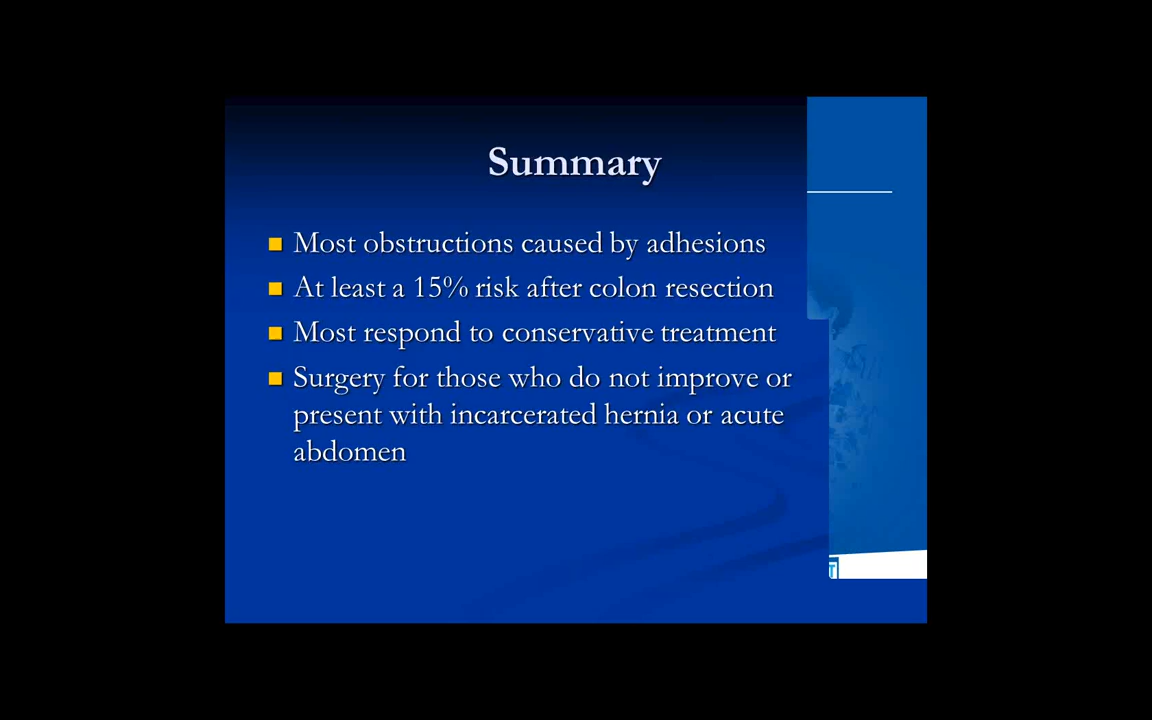 Summary
Most obstructions caused by adhesions
At least a 15% risk after colon resection
Most respond to conservative treatment
Surgery for those who do not improve or
present with incarcerated hernia or acute
abdomen